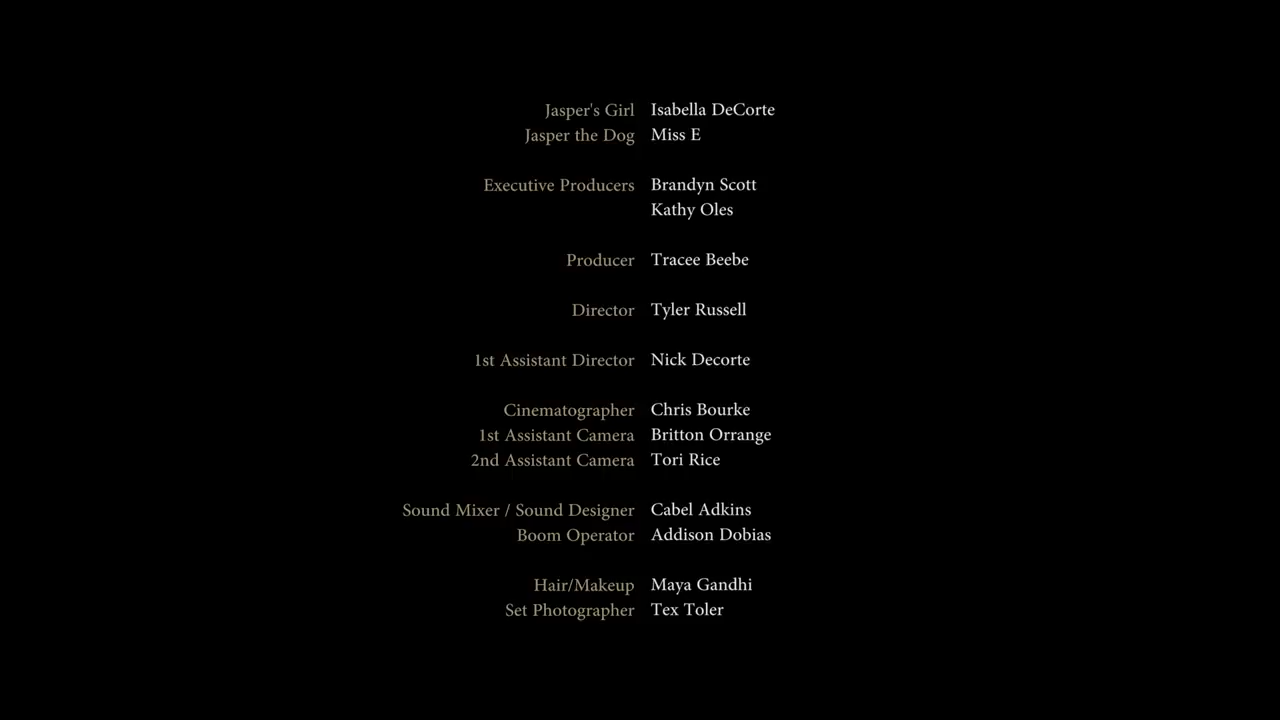 Jasper's Girl Isabella DeCorte
Jasper the Dog Miss E
Executive Producers Brandyn Scott
Kathy Oles
Producer Tracee Beebe
Director Tyler Russell
1st Assistant Director Nick Decorte
Cinematographer Chris Bourke
1st Assistant Camera Britton Orrange
2nd Assistant Camera Tori Rice
Sound Mixer / Sound Designer Cabel Adkins
Boom Operator Addison Dobias
Hair/Makeup Maya Gandhi
Set Photographer Tex Toler